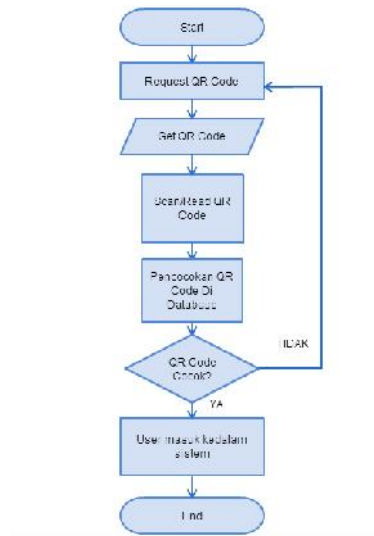 Start
Request QR Code
Get QR Code
Scan/Read QR
Code
Pencocokan QR
Code Di
Database
QR Code
Cocok?
TIDAK
YA
User masuk kedalam
sistem
End